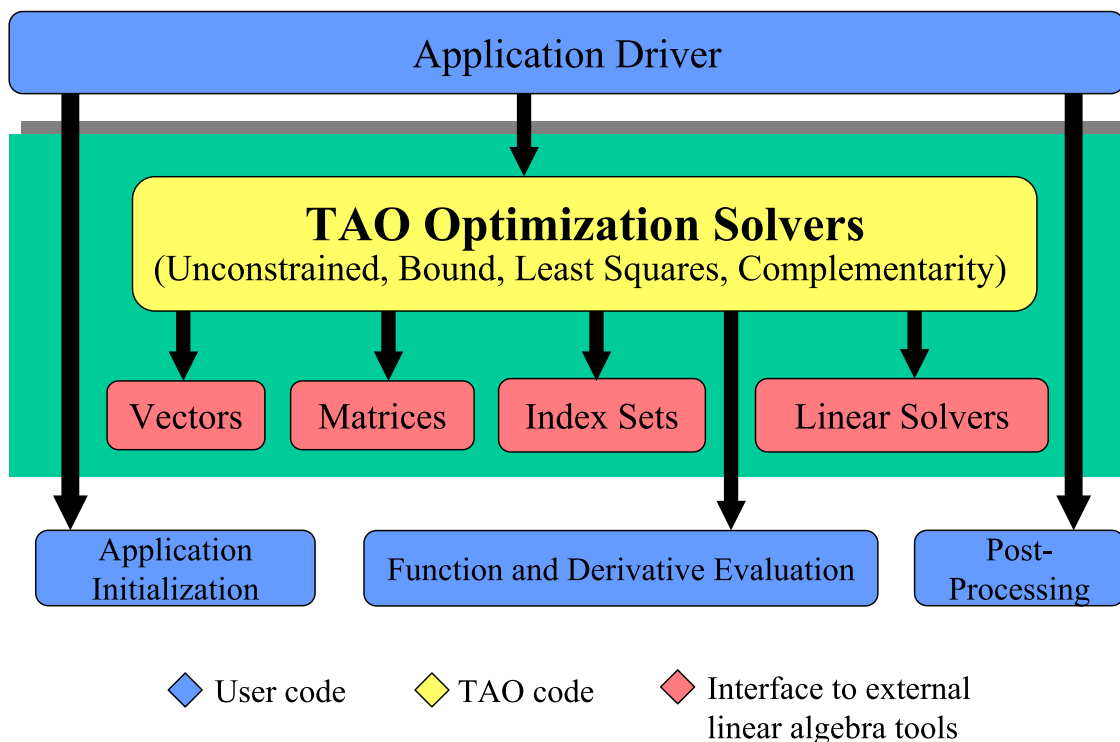 Application Driver
TAO Optimization Solvers
(Unconstrained, Bound, Least Squares, Complementarity)
Vectors
Matrices
Index Sets
Linear Solvers
Application
Initialization
Function and Derivative Evaluation
Post-
Processing
User code
TAO code
Interface to external
linear algebra tools